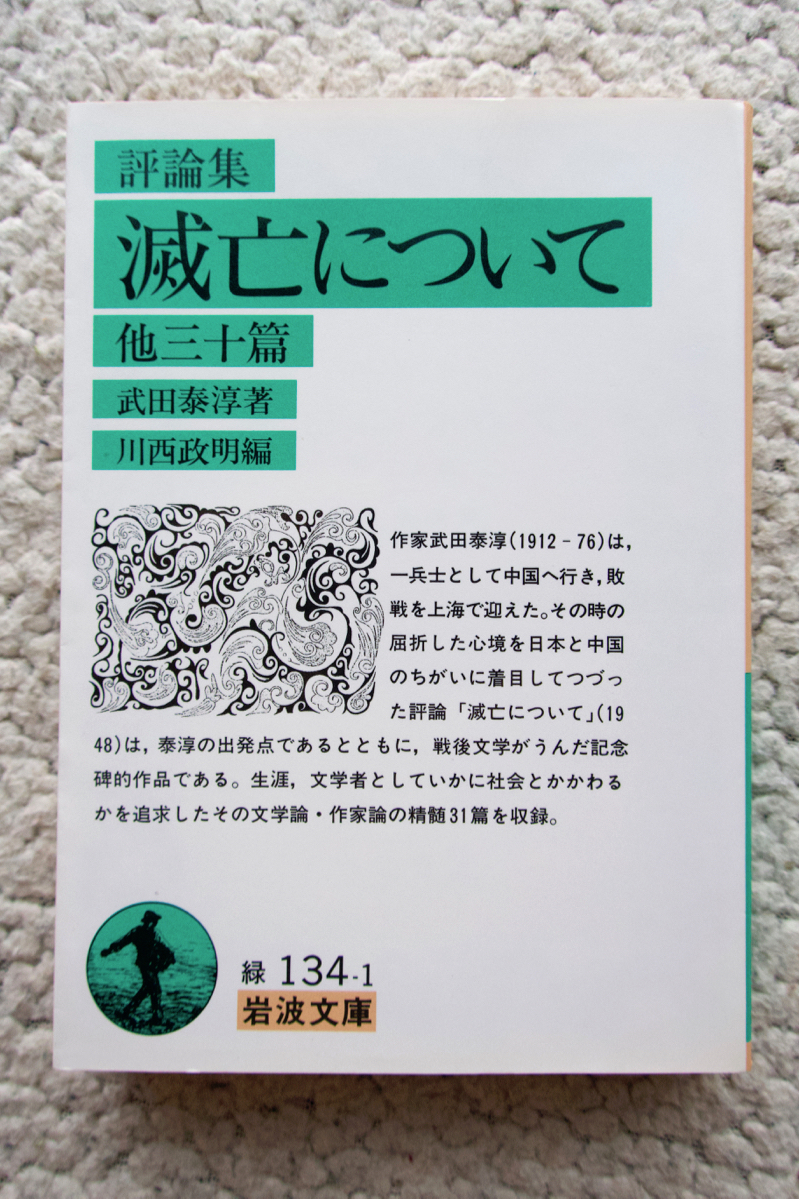 評論集
滅亡について
他三十篇
武田泰淳著
川西政明編
作家武田泰淳(1912‐76)は,
一兵士として中国へ行き,敗
戦を上海で迎えた。その時の
屈折した心境を日本と中国
のちがいに着目してつづっ
た評論「滅亡について」(19
48)は,泰淳の出発点であるとともに,戦後文学がうんだ記念
碑的作品である。生涯,文学者としていかに社会とかかわる
かを追求したその文学論・作家論の精髄31篇を収録。
緑 134-1
岩波文庫